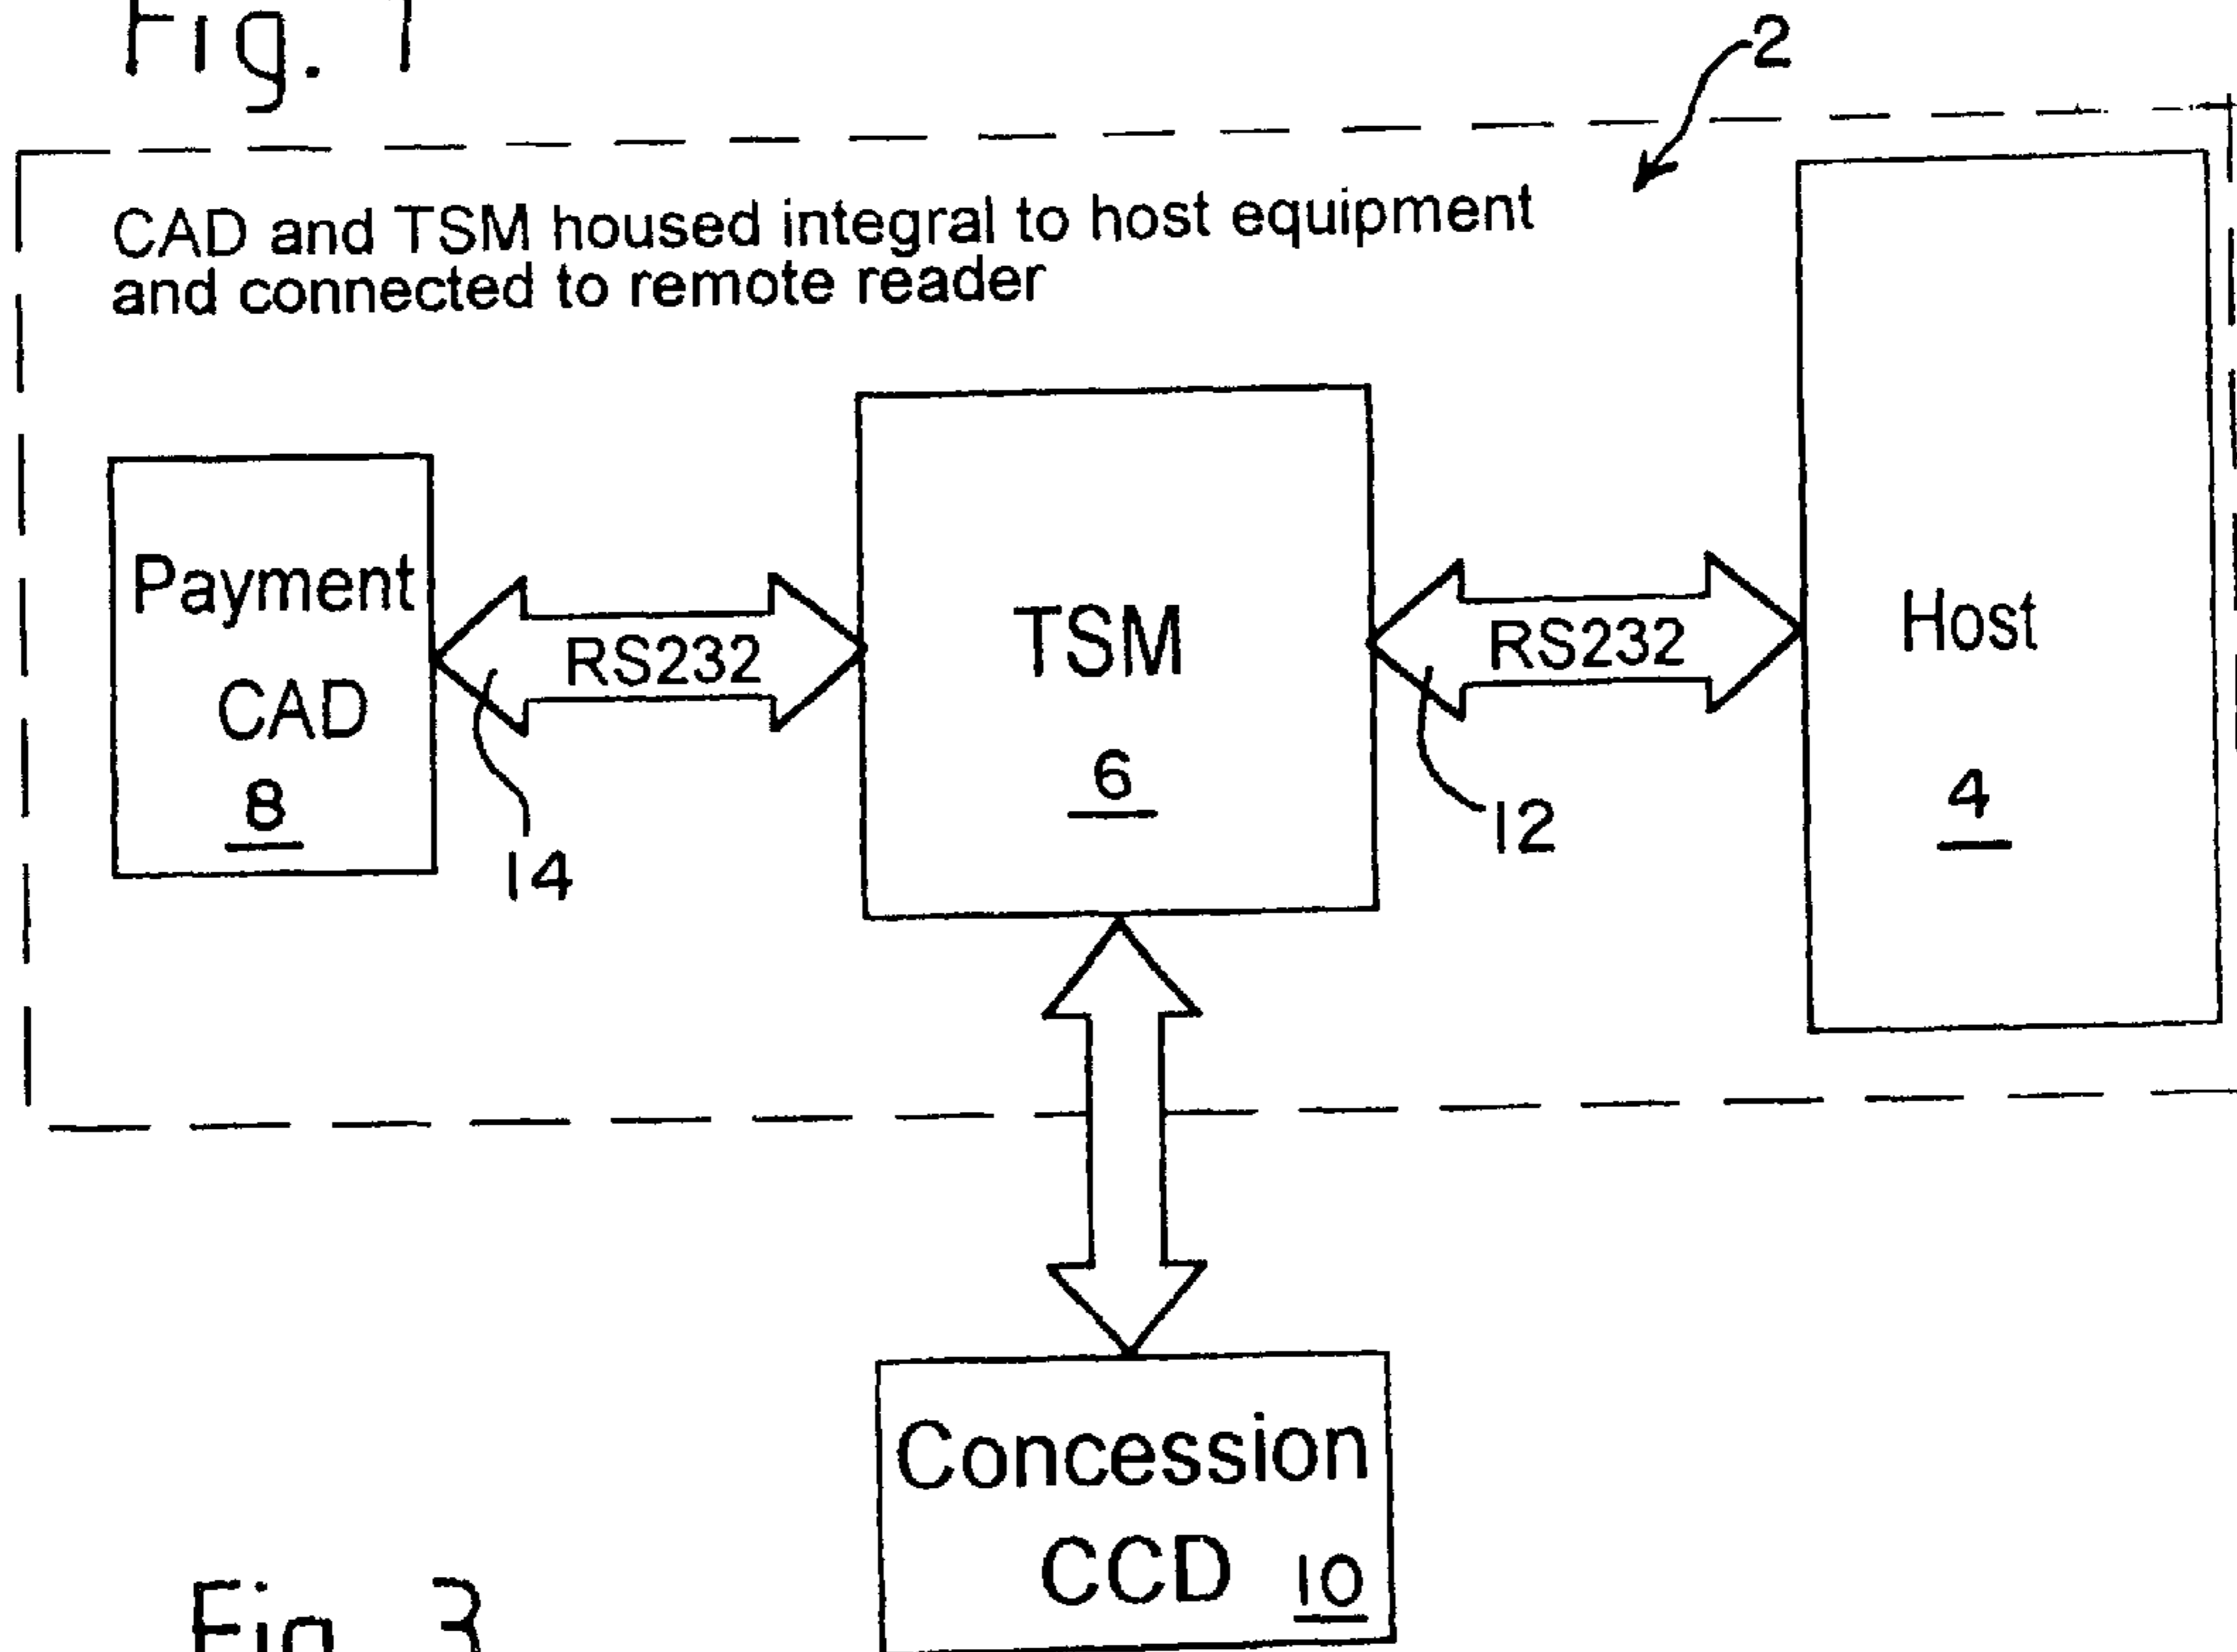 Fig. 1
2
CAD and TSM housed integral to host equipment
and connected to remote reader
Payment
CAD
8
RS232
14
TSM
6
RS232
12
Host
4
Concession
CCD 10
Fig. 3